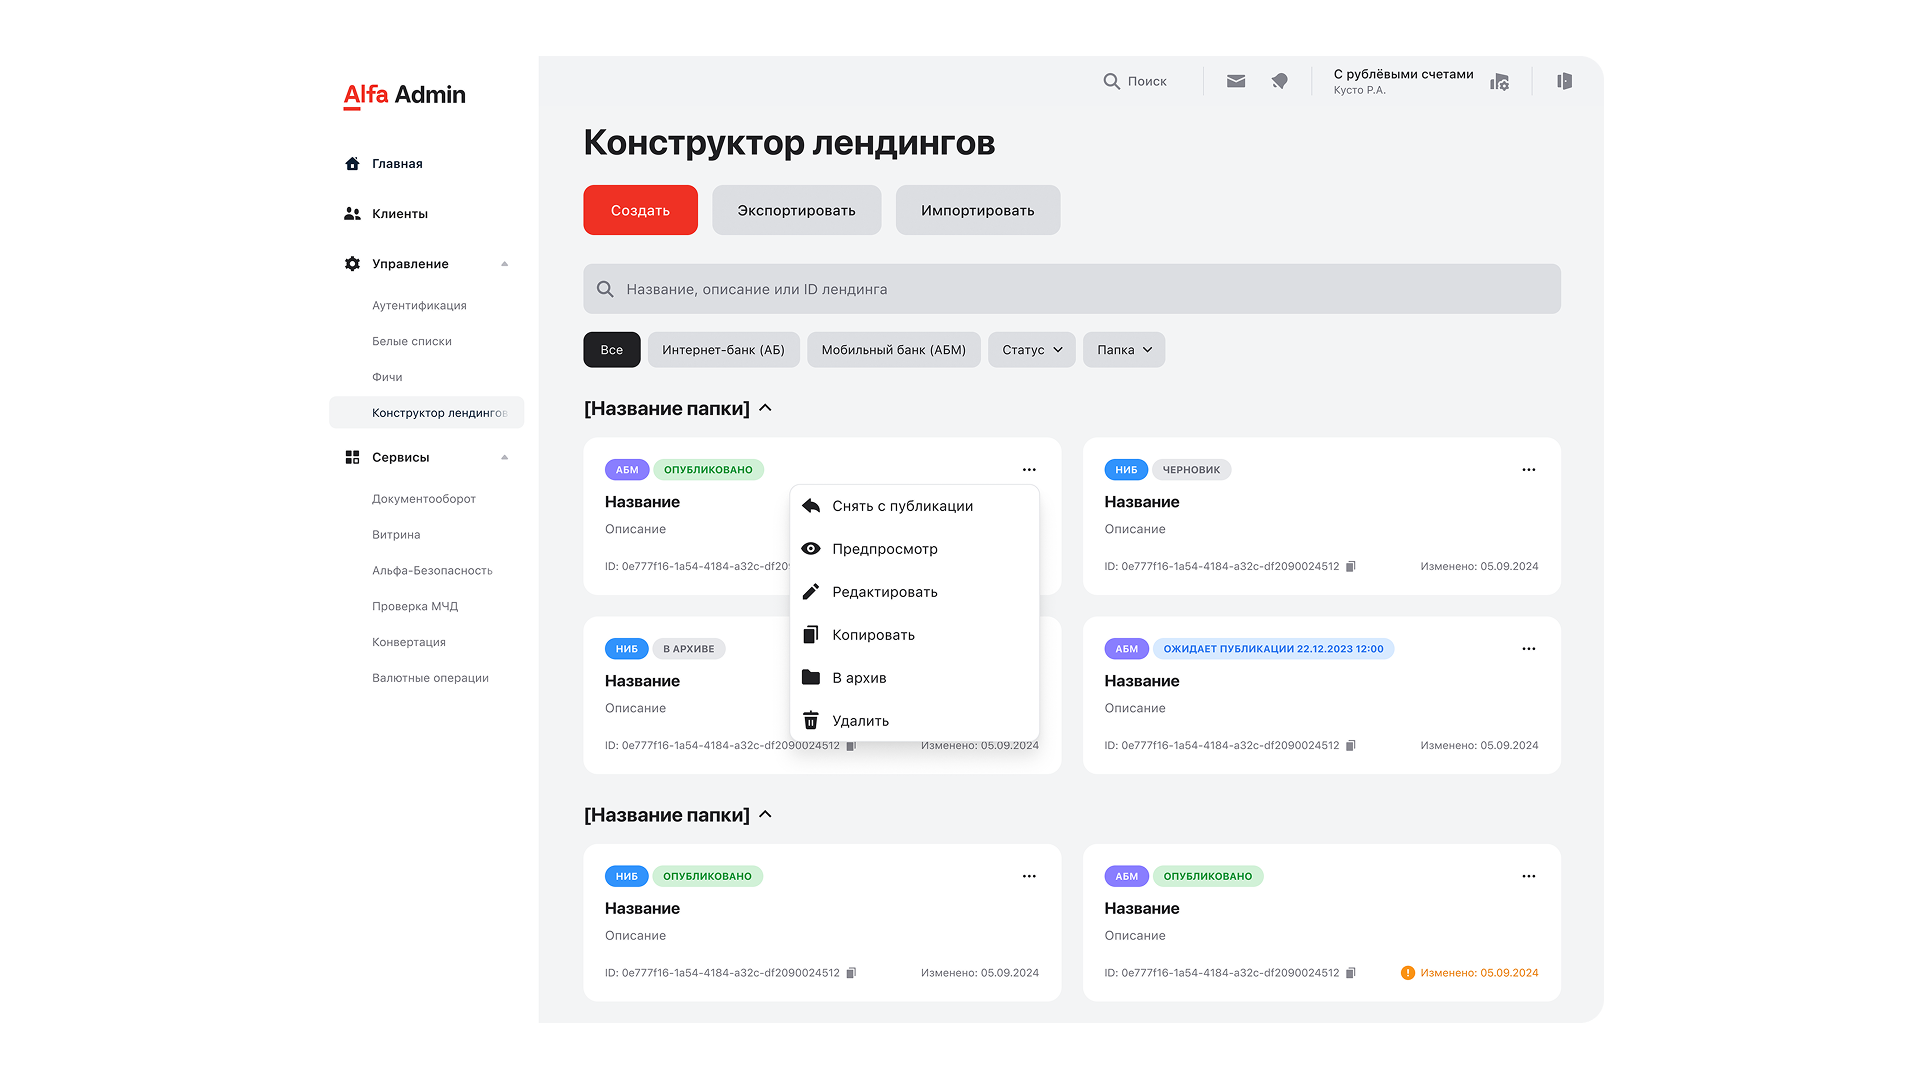 Alfa Admin
Главная
Клиенты
Управление
Аутентификация
Белые списки
Фичи
Конструктор лендингов
Сервисы
Документооборот
Витрина
Альфа-Безопасность
Проверка МЧД
Конвертация
Валютные операции
Поиск
С рублёвыми счетами
Кусто Р.А.
Конструктор лендингов
Создать
Экспортировать
Импортировать
Название, описание или ID лендинга
Все
Интернет-банк (АБ)
Мобильный банк (АБМ)
Статус
Папка
[Название папки]
АБМ ОПУБЛИКОВАНО
Название
Описание
ID: 0e777f16-1a54-4184-a32c-df20
Снять с публикации
Предпросмотр
Редактировать
Копировать
В архив
Удалить
НИБ ЧЕРНОВИК
Название
Описание
ID: 0e777f16-1a54-4184-a32c-df2090024512
Изменено: 05.09.2024
НИБ В АРХИВЕ
Название
Описание
ID: 0e777f16-1a54-4184-a32c-df2090024512
Изменено: 05.09.2024
АБМ ОЖИДАЕТ ПУБЛИКАЦИИ 22.12.2023 12:00
Название
Описание
ID: 0e777f16-1a54-4184-a32c-df2090024512
Изменено: 05.09.2024
[Название папки]
НИБ ОПУБЛИКОВАНО
Название
Описание
ID: 0e777f16-1a54-4184-a32c-df2090024512
Изменено: 05.09.2024
АБМ ОПУБЛИКОВАНО
Название
Описание
ID: 0e777f16-1a54-4184-a32c-df2090024512
Изменено: 05.09.2024